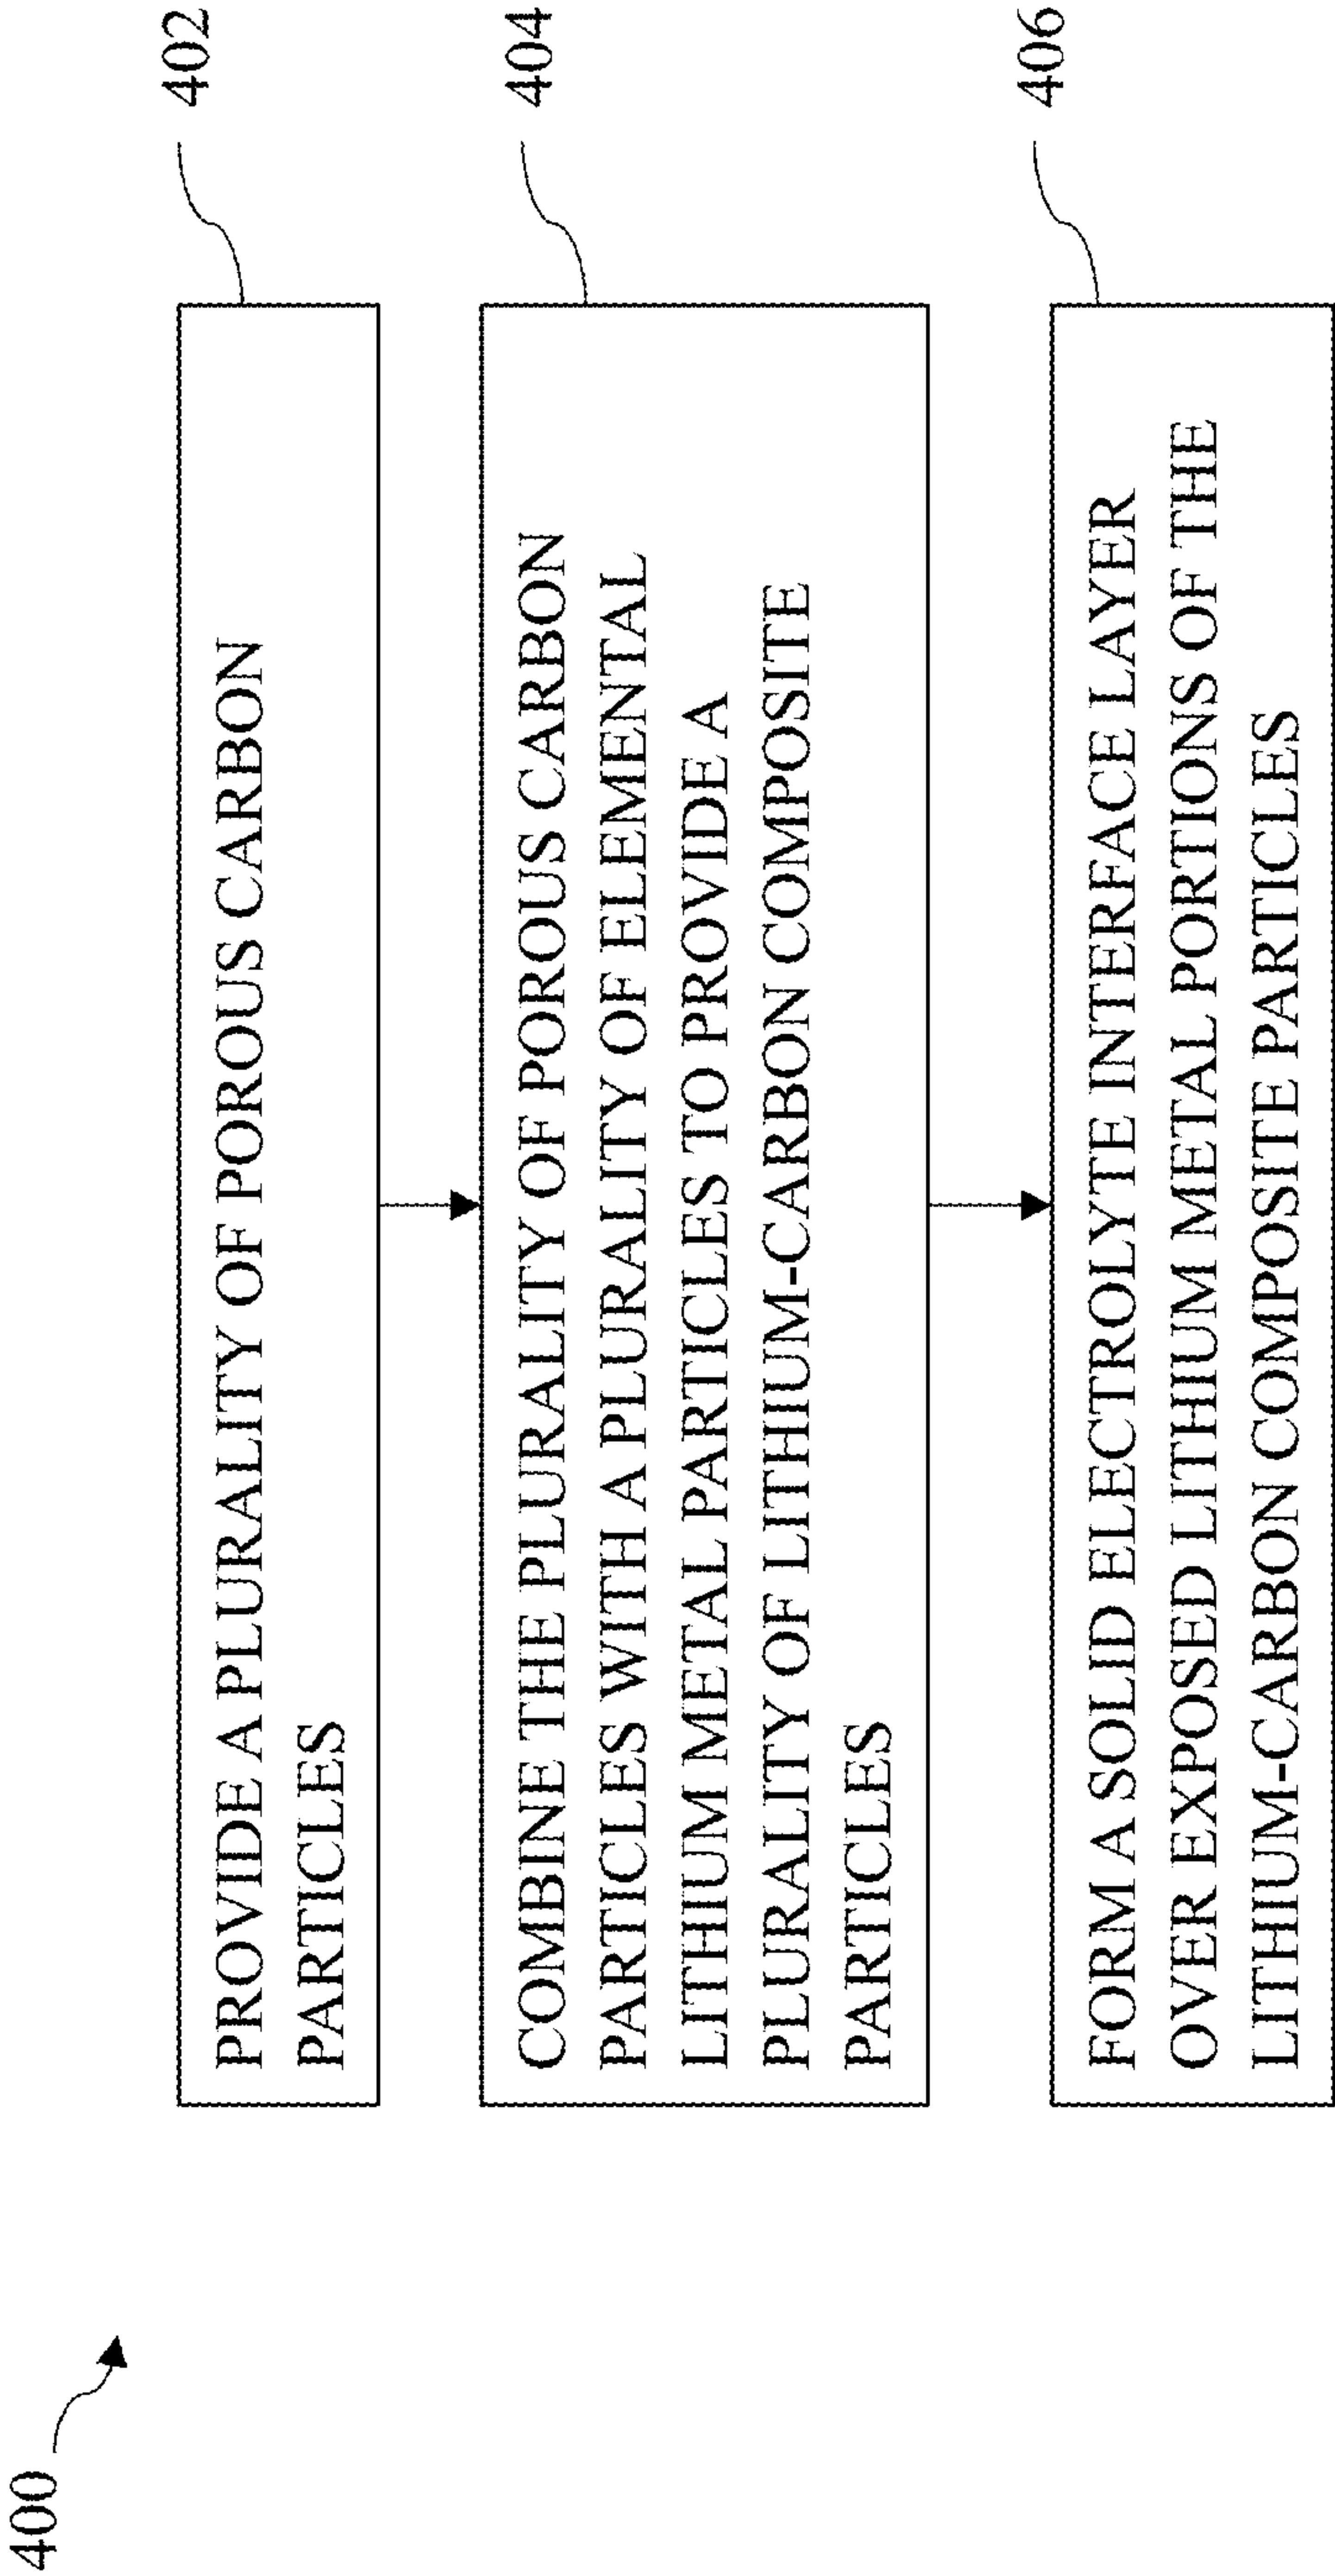 400
402
PROVIDE A PLURALITY OF POROUS CARBON
PARTICLES
404
COMBINE THE PLURALITY OF POROUS CARBON
PARTICLES WITH A PLURALITY OF ELEMENTAL
LITHIUM METAL PARTICLES TO PROVIDE A
PLURALITY OF LITHIUM-CARBON COMPOSITE
PARTICLES
406
FORM A SOLID ELECTROLYTE INTERFACE LAYER
OVER EXPOSED LITHIUM METAL PORTIONS OF THE
LITHIUM-CARBON COMPOSITE PARTICLES